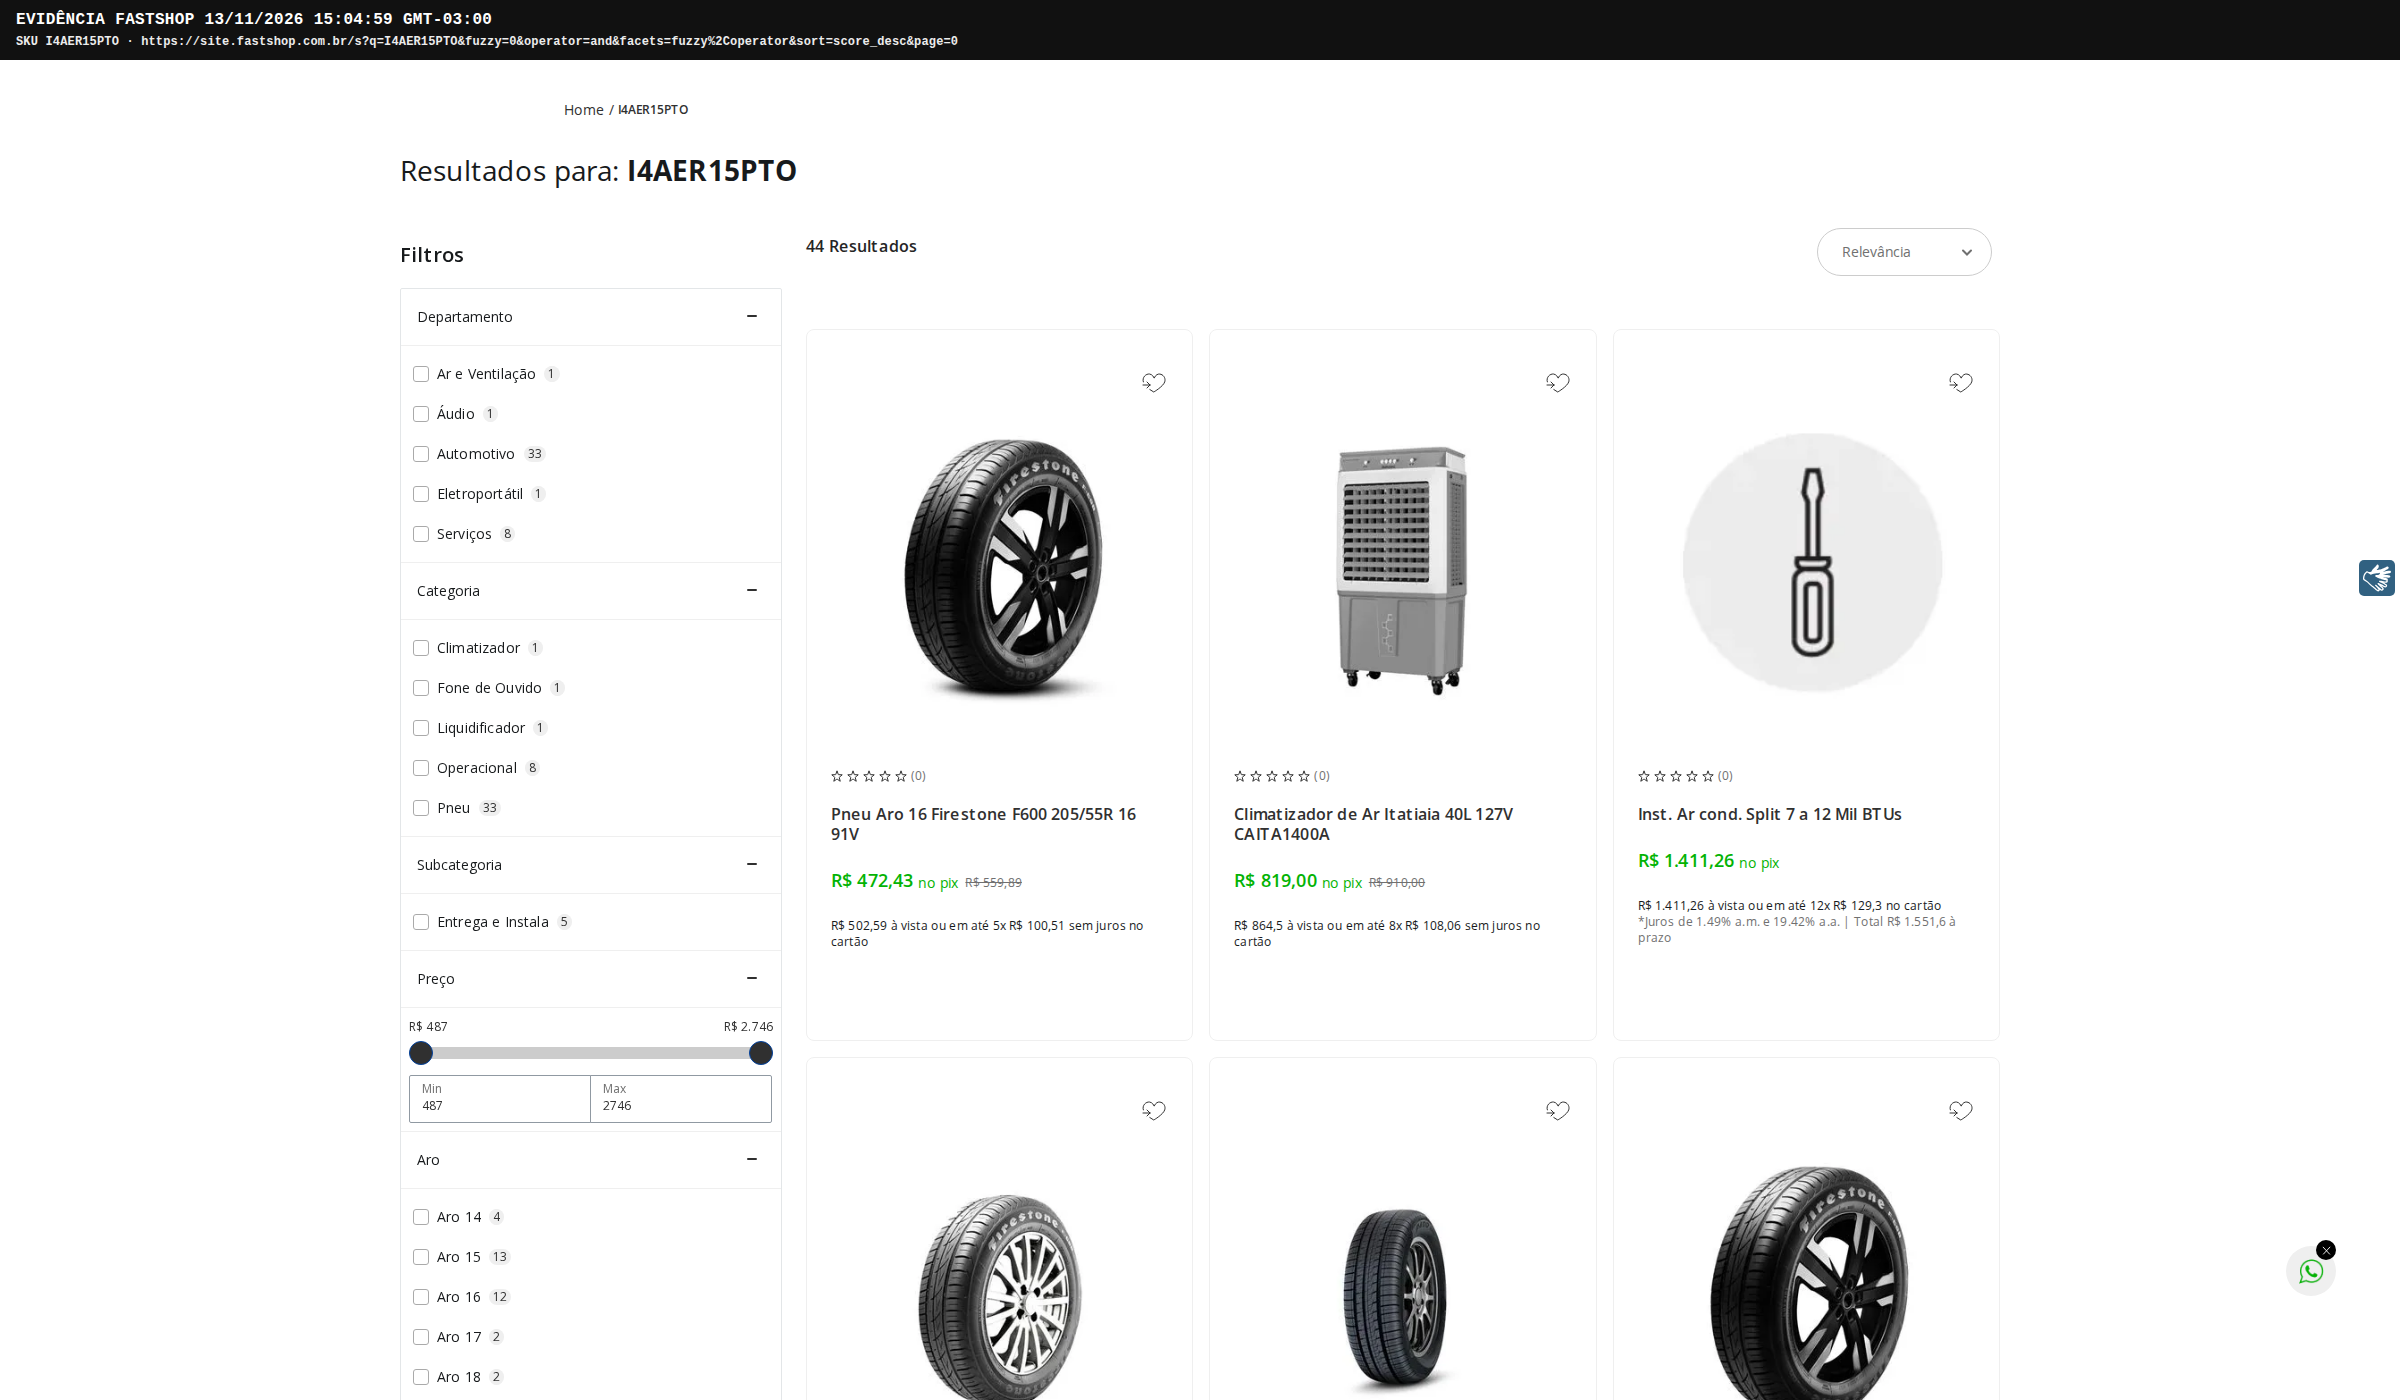 EVIDÊNCIA FASTSHOP 13/11/2026 15:04:59 GMT-03:00
SKU I4AER15PTO · https://site.fastshop.com.br/s?q=I4AER15PTO&fuzzy=0&operator=and&facets=fuzzy%2Coperator&sort=score_desc&page=0
Home / I4AER15PTO
Resultados para: I4AER15PTO
Filtros
44 Resultados
Relevância
Departamento
Ar e Ventilação 1
Áudio 1
Automotivo 33
Eletroportátil 1
Serviços 8
Categoria
Climatizador 1
Fone de Ouvido 1
Liquidificador 1
Operacional 8
Pneu 33
Subcategoria
Entrega e Instala 5
Preço
R$ 487
R$ 2.746
Min
487
Max
2746
Aro
Aro 14 4
Aro 15 13
Aro 16 12
Aro 17 2
Aro 18 2
Firestone F600
Firestone
(0)
Pneu Aro 16 Firestone F600 205/55R 16
91V
R$ 472,43 no pix R$ 559,89
R$ 502,59 à vista ou em até 5x R$ 100,51 sem juros no
cartão
(0)
Climatizador de Ar Itatiaia 40L 127V
CAITA1400A
R$ 819,00 no pix R$ 910,00
R$ 864,5 à vista ou em até 8x R$ 108,06 sem juros no
cartão
(0)
Inst. Ar cond. Split 7 a 12 Mil BTUs
R$ 1.411,26 no pix
R$ 1.411,26 à vista ou em até 12x R$ 129,3 no cartão
*Juros de 1.49% a.m. e 19.42% a.a. | Total R$ 1.551,6 à
prazo
Firestone
Firestone
Firestone